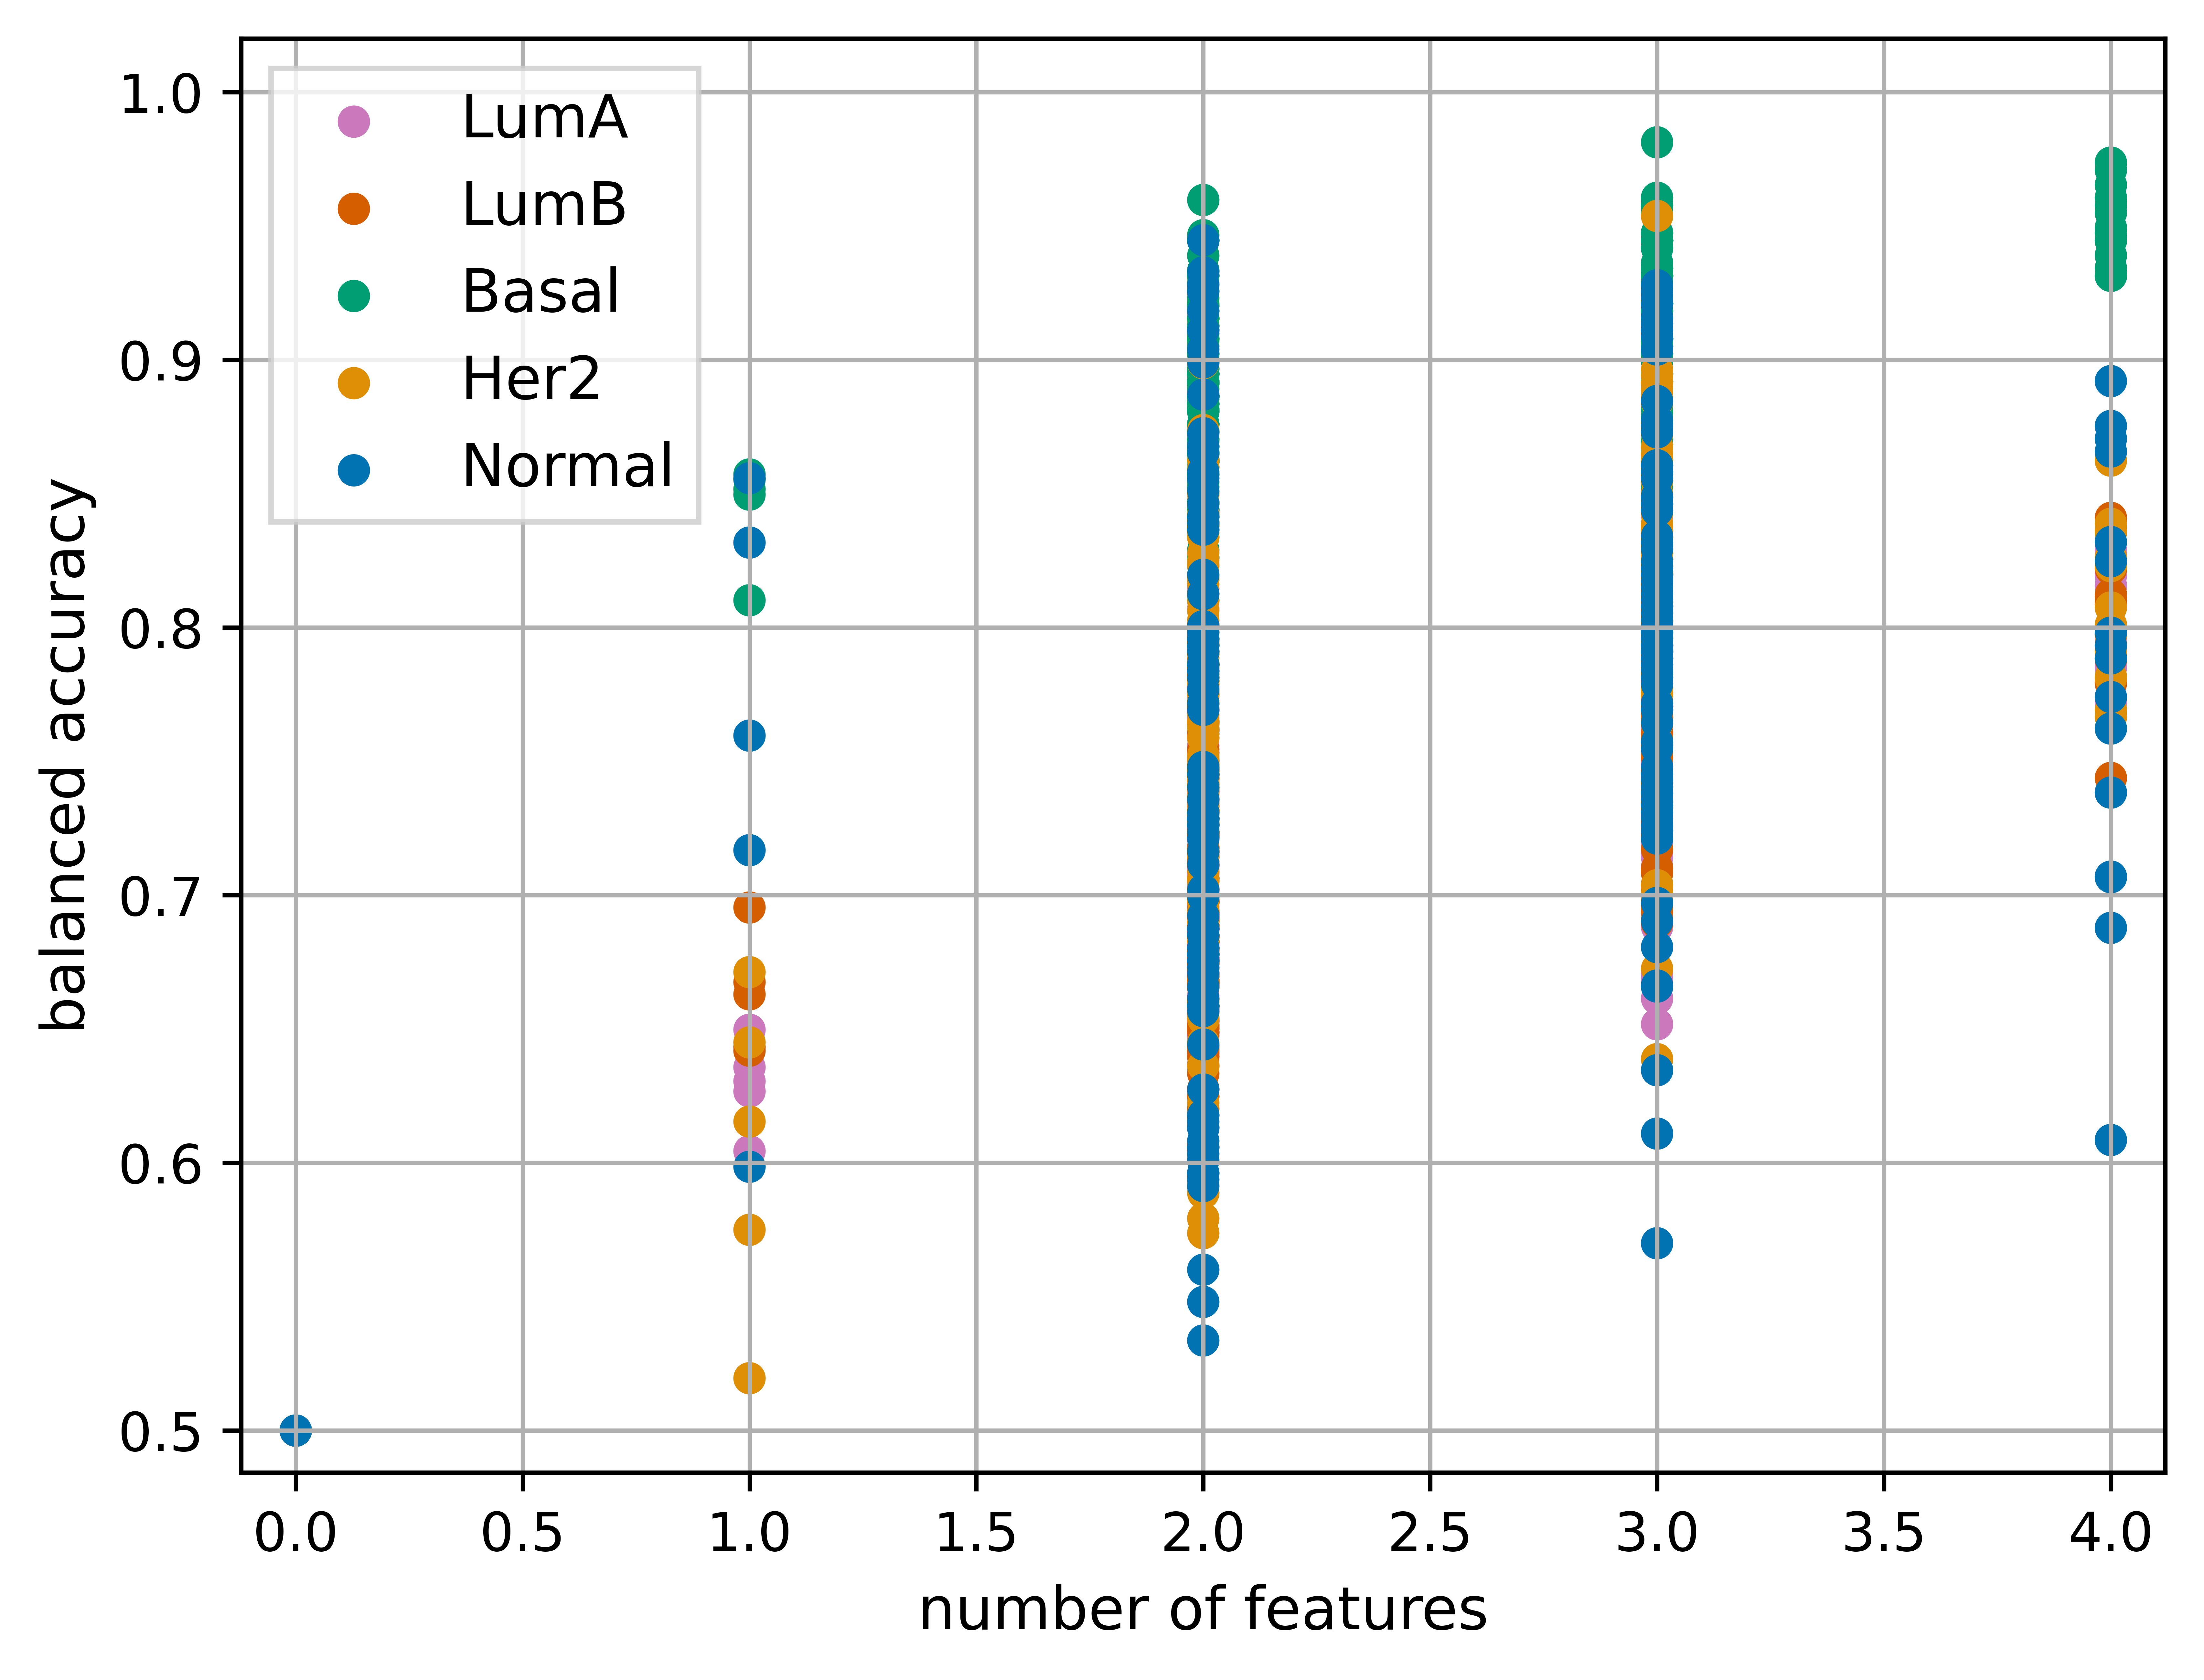 1.0
0.9
0.8
0.7
0.6
0.5
balanced accuracy
LumA
LumB
Basal
Her2
Normal
0.0 0.5 1.0 1.5 2.0 2.5 3.0 3.5 4.0
number of features